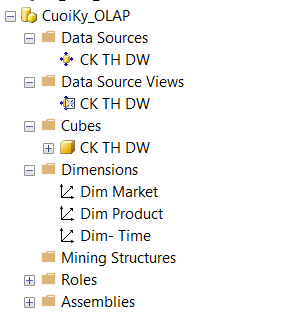 CuoiKy_OLAP
Data Sources
CK TH DW
Data Source Views
CK TH DW
Cubes
CK TH DW
Dimensions
Dim Market
Dim Product
Dim- Time
Mining Structures
Roles
Assemblies